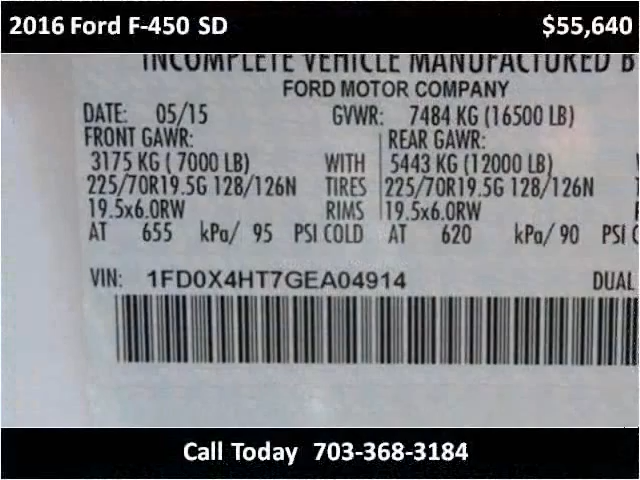 2016 Ford F-450 SD $55,640
INCOMPLETE VEHICLE MANUFACTURED B
FORD MOTOR COMPANY
DATE: 05/15 GVWR: 7484 KG (16500 LB)
FRONT GAWR: REAR GAWR:
3175 KG ( 7000 LB) WITH 5443 KG (12000 LB)
225/70R19.5G 128/126N TIRES 225/70R19.5G 128/126N
19.5x6.0RW RIMS 19.5x6.0RW
AT 655 kPa/ 95 PSI COLD AT 620 kPa/ 90 PSI
VIN: 1FD0X4HT7GEA04914 DUAL
Call Today 703-368-3184